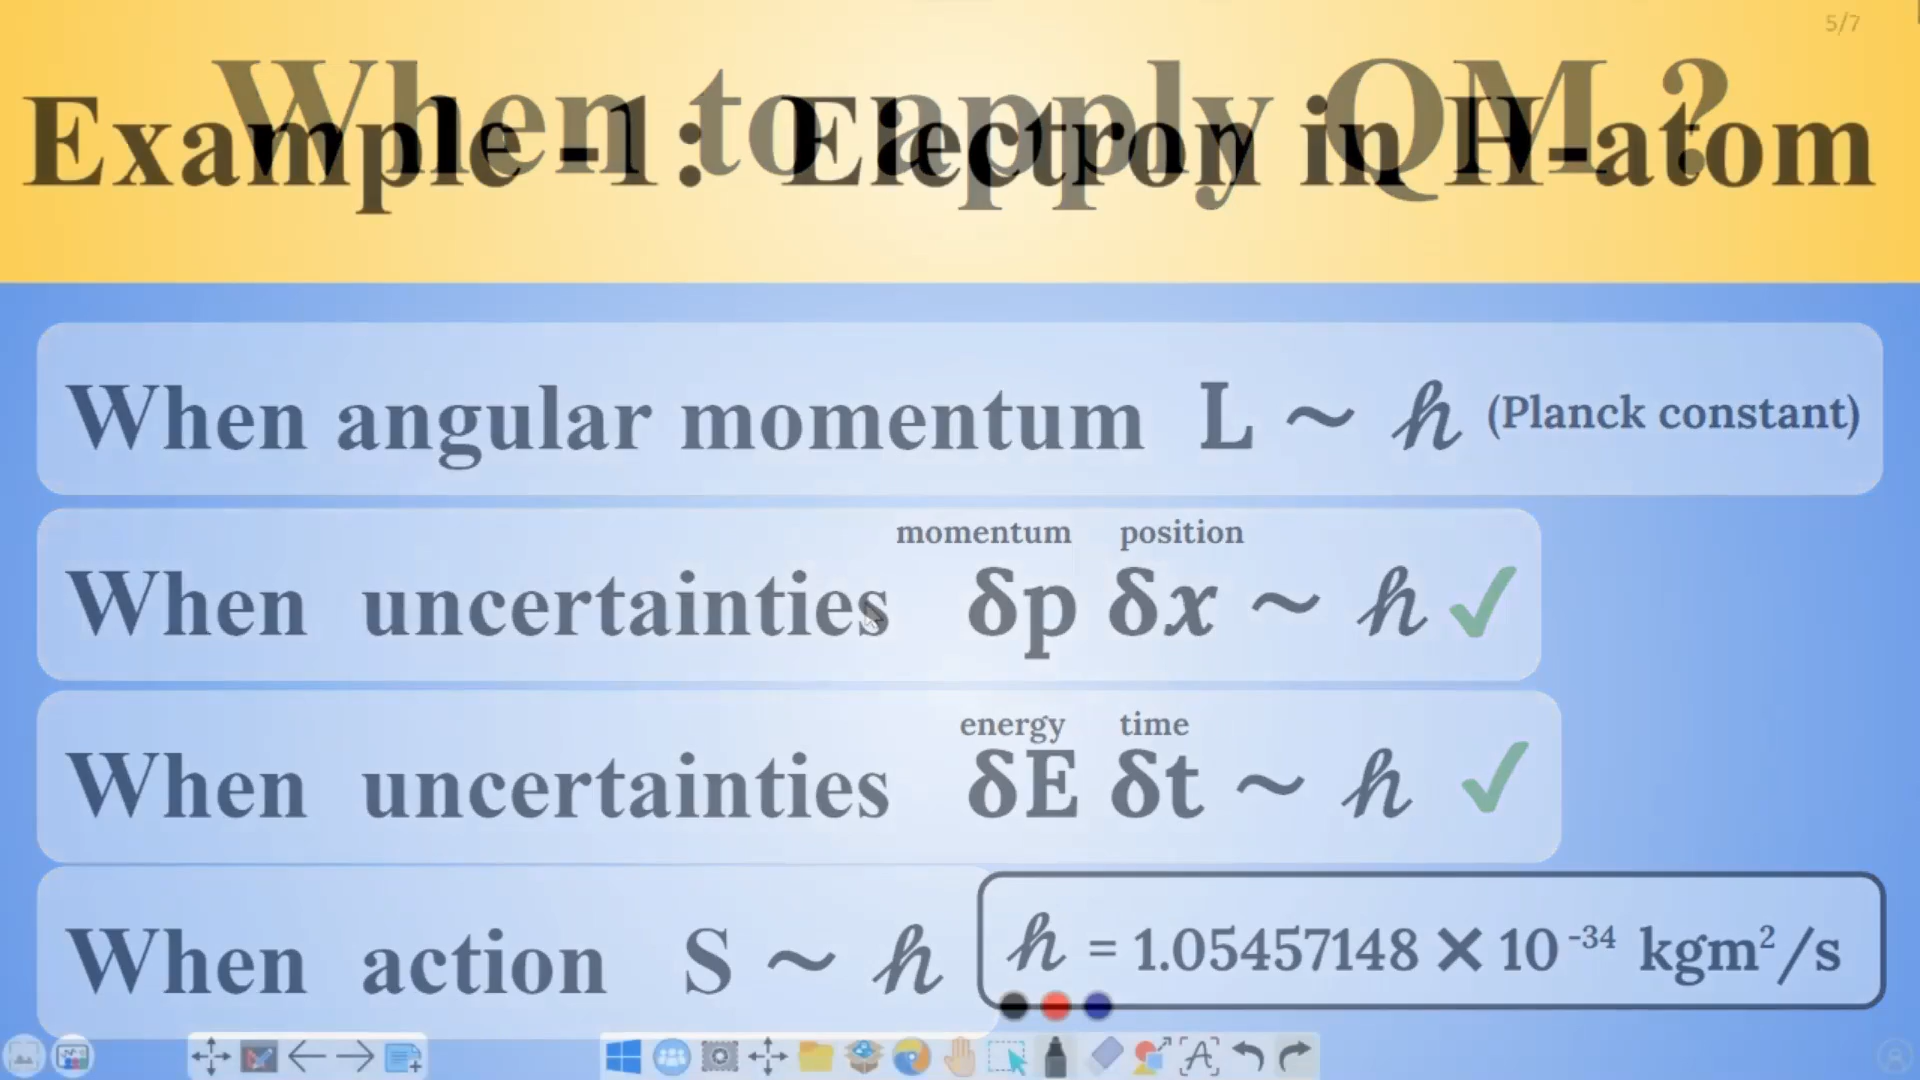 5/7
When to apply QM ?
Example - 1 : Electron in H-atom
When angular momentum L ~ ℏ (Planck constant)
momentum position
When uncertainties δp δx ~ ℏ ✓
energy time
When uncertainties δE δt ~ ℏ ✓
When action S ~ ℏ
ℏ = 1.05457148 × 10⁻³⁴ kgm²/s